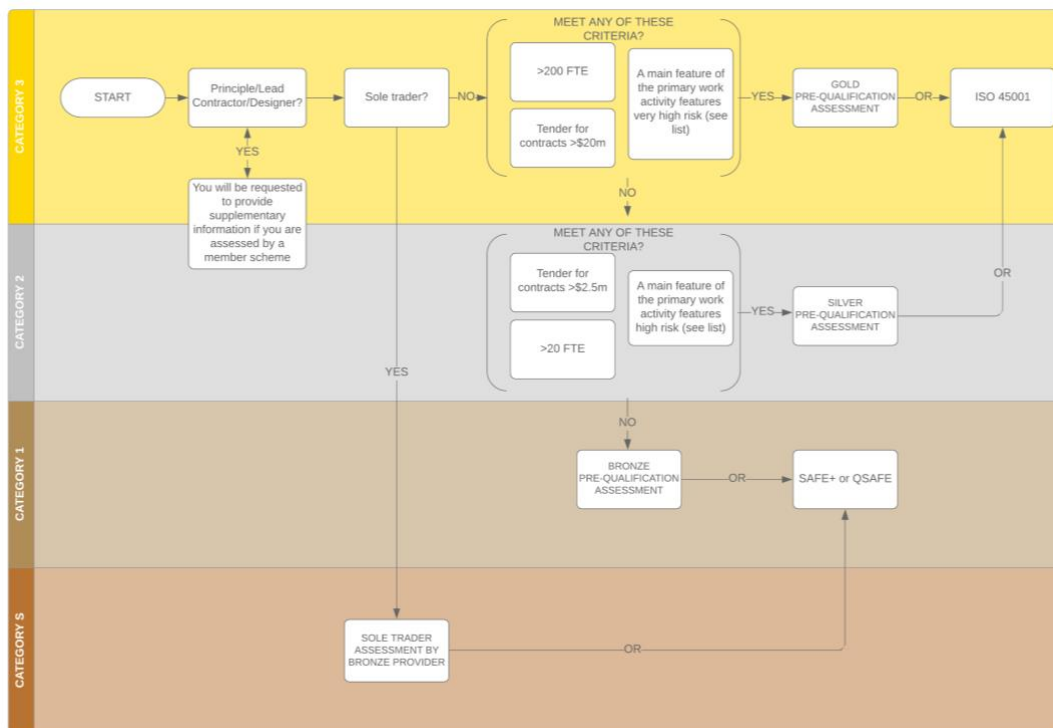 CATEGORY 3
START
Principle/Lead
Contractor/Designer?
YES
You will be requested
to provide
supplementary
information if you are
assessed by a
member scheme
Sole trader?
NO
MEET ANY OF THESE
CRITERIA?
>200 FTE
Tender for
contracts >$20m
A main feature of
the primary work
activity features
very high risk (see
list)
YES
GOLD
PRE-QUALIFICATION
ASSESSMENT
OR
ISO 45001
NO
CATEGORY 2
MEET ANY OF THESE
CRITERIA?
Tender for
contracts >$2.5m
>20 FTE
A main feature of
the primary work
activity features
high risk (see list)
YES
SILVER
PRE-QUALIFICATION
ASSESSMENT
OR
YES
NO
CATEGORY 1
BRONZE
PRE-QUALIFICATION
ASSESSMENT
OR
SAFE+ or QSAFE
CATEGORY S
SOLE TRADER
ASSESSMENT BY
BRONZE PROVIDER
OR